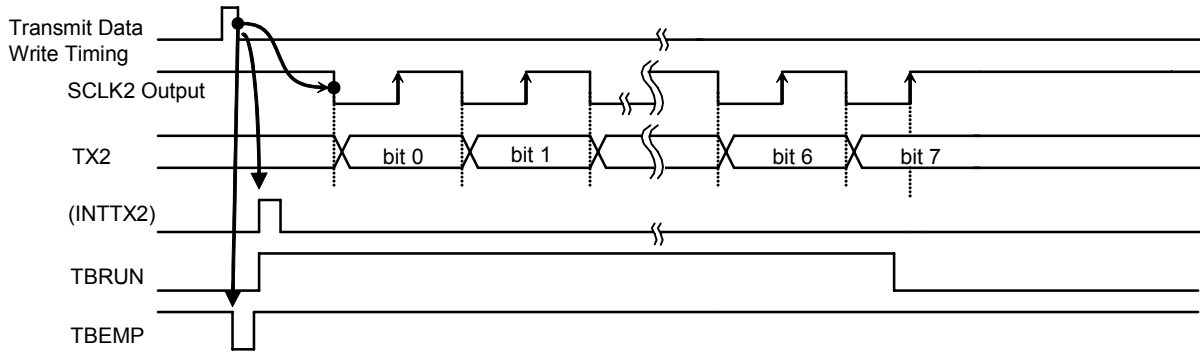 Transmit Data
Write Timing
SCLK2 Output
TX2
bit 0
bit 1
bit 6
bit 7
(INTTX2)
TBRUN
TBEMP